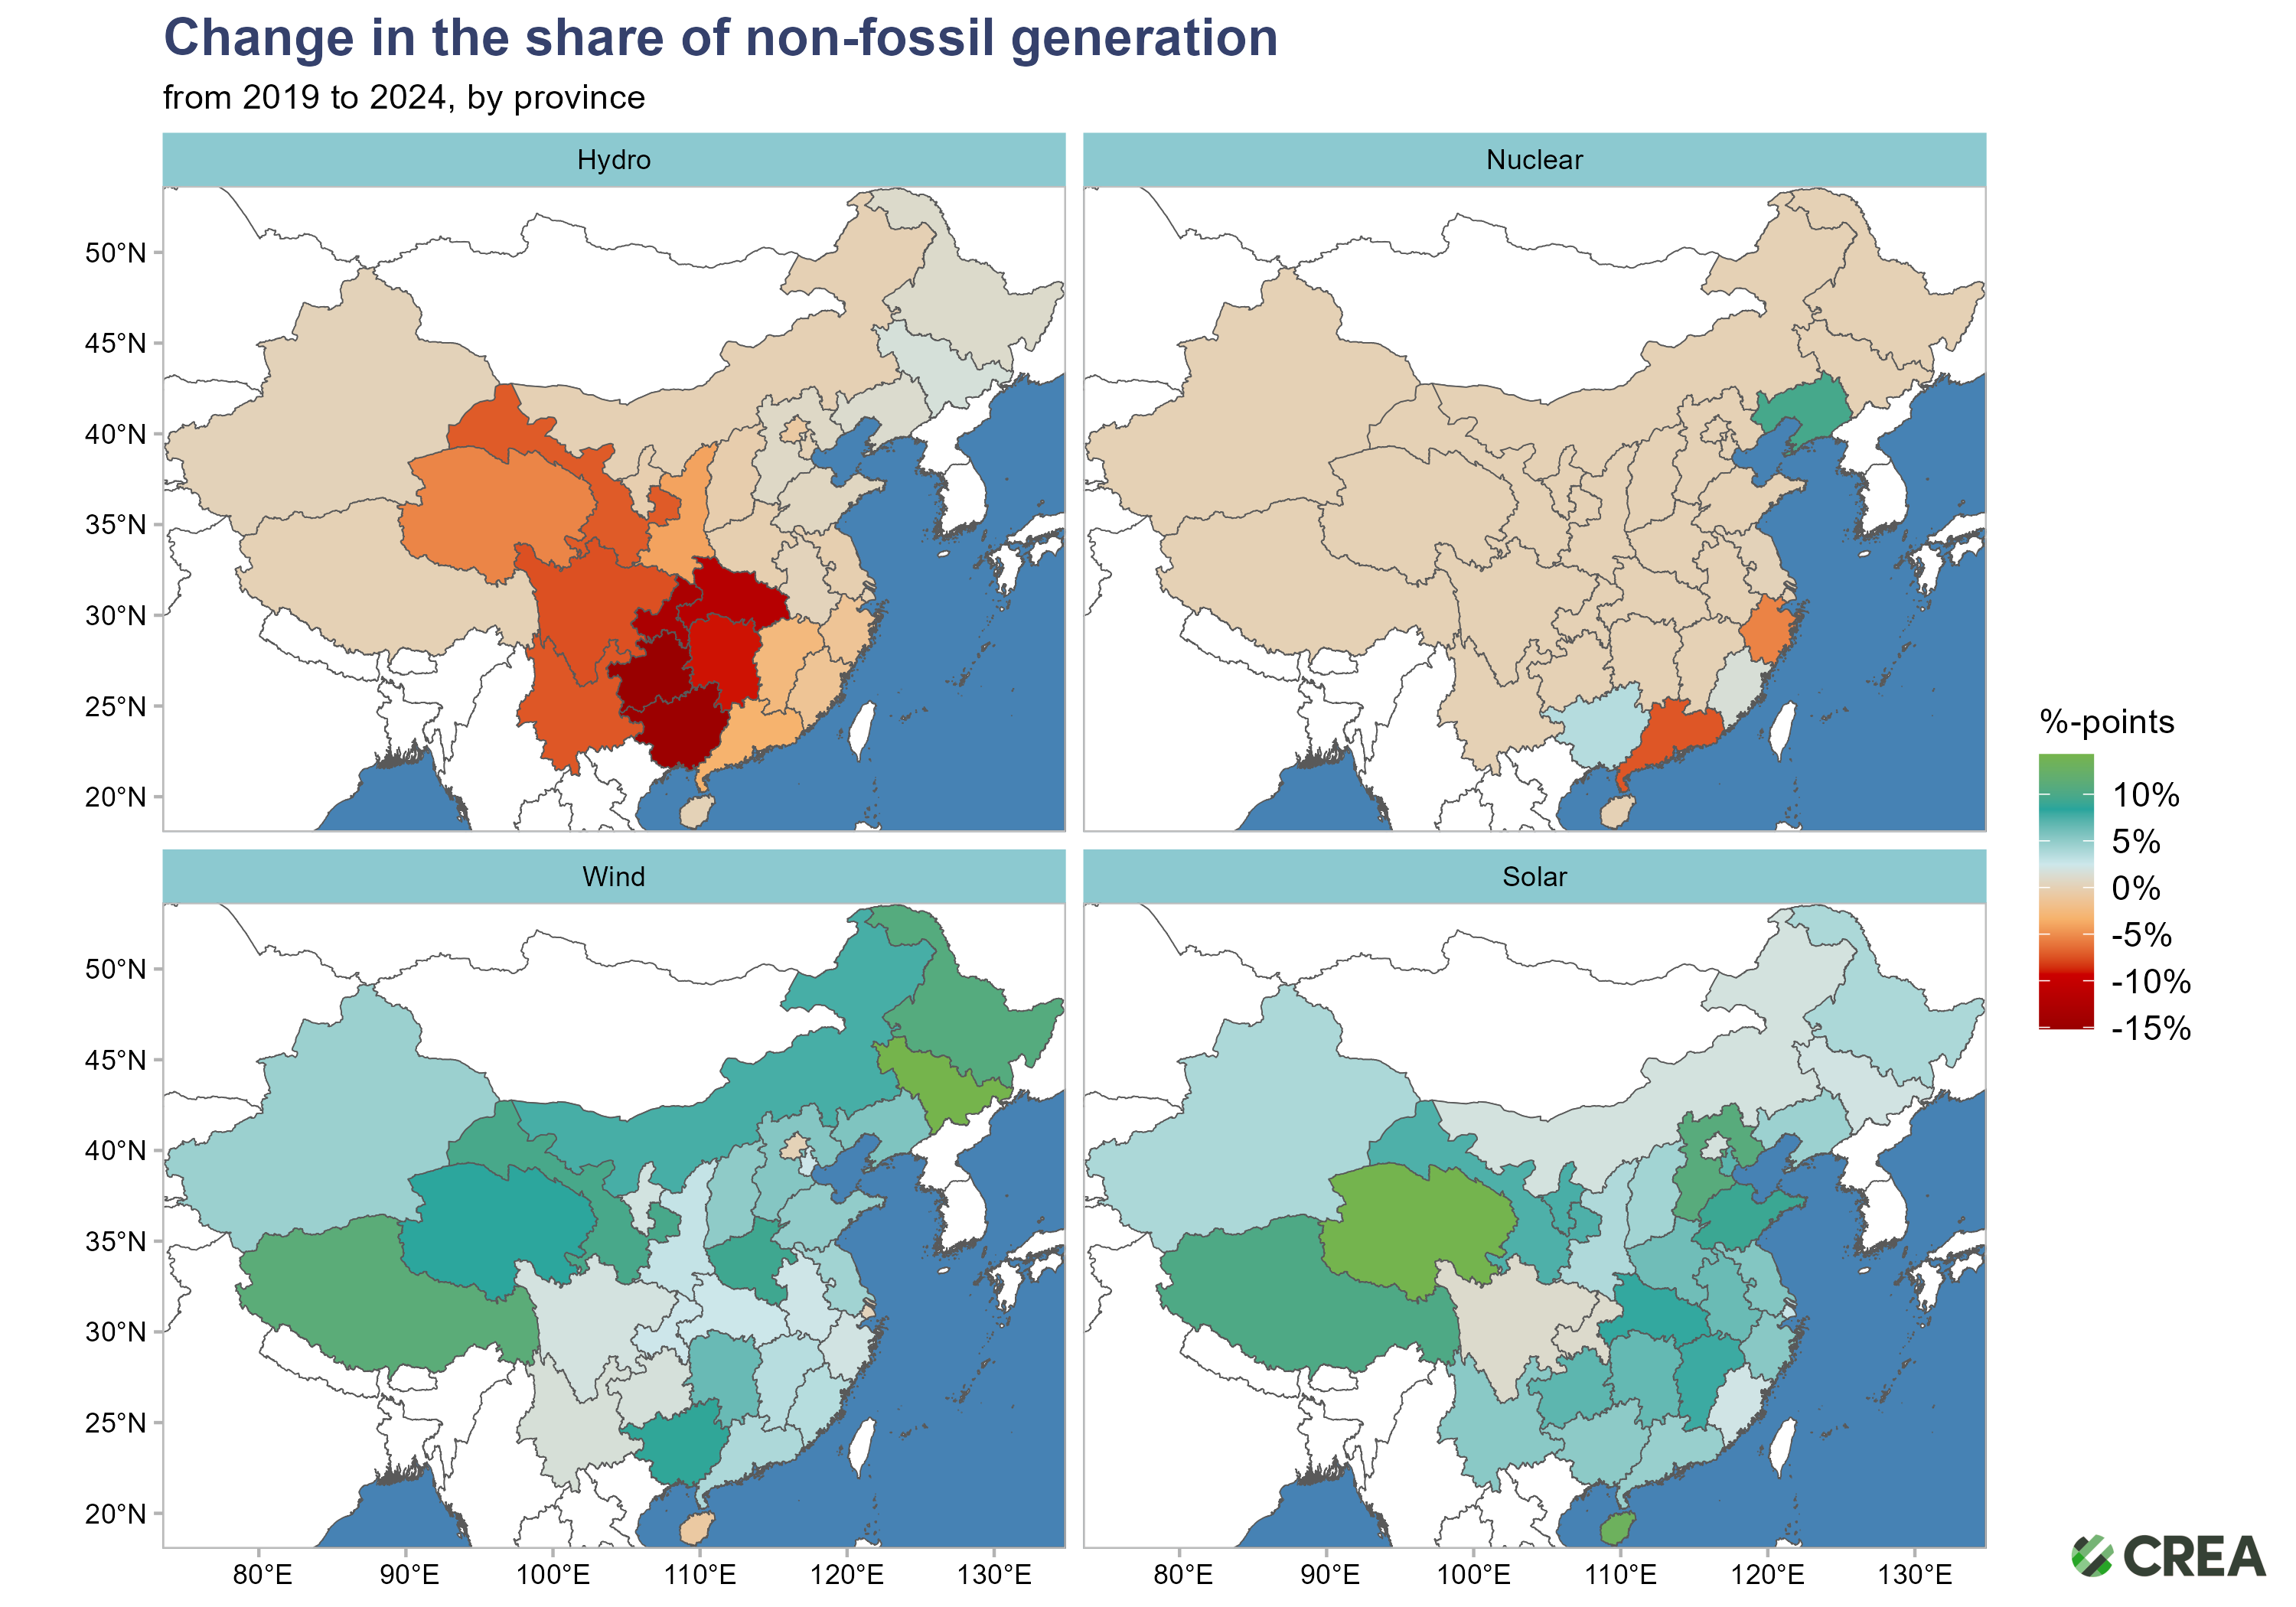 Change in the share of non-fossil generation
from 2019 to 2024, by province
Hydro
Nuclear
50°N
45°N
40°N
35°N
30°N
25°N
20°N
%-points
10%
5%
0%
-5%
-10%
-15%
Wind
Solar
50°N
45°N
40°N
35°N
30°N
25°N
20°N
80°E 90°E 100°E 110°E 120°E 130°E
80°E 90°E 100°E 110°E 120°E 130°E
CREA